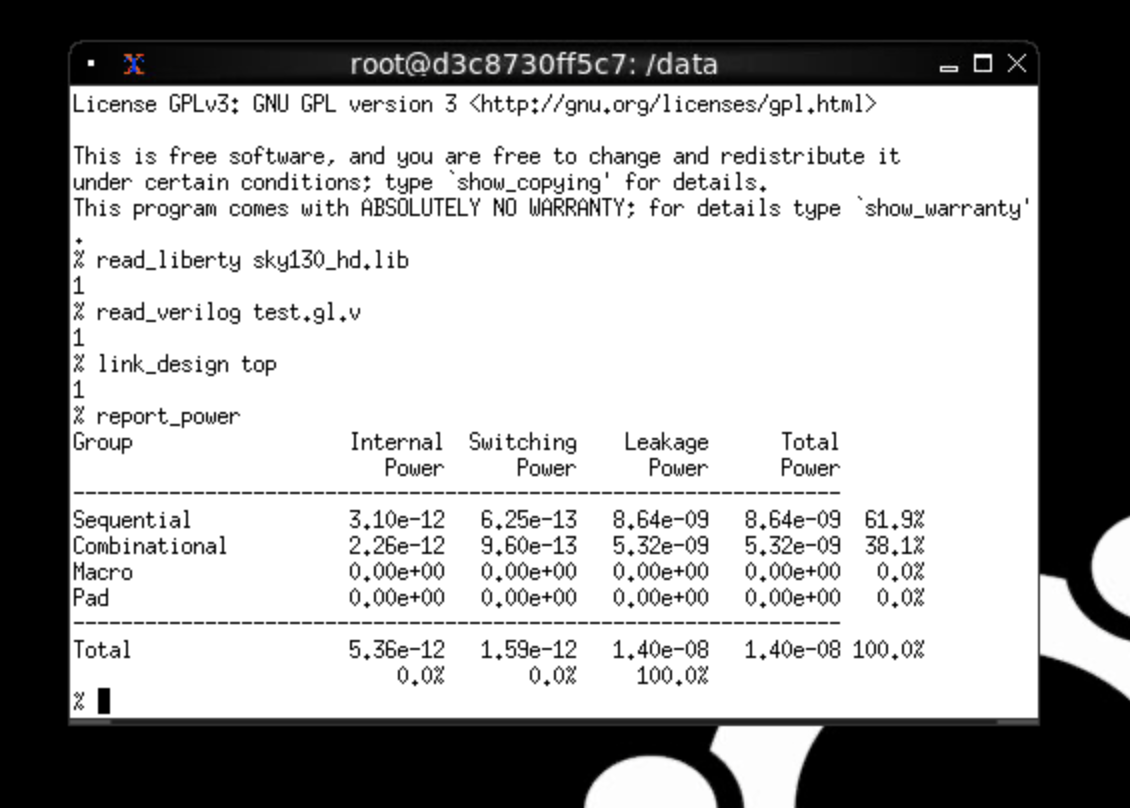 root@d3c8730ff5c7: /data
License GPLv3: GNU GPL version 3 <http://gnu.org/licenses/gpl.html>
This is free software, and you are free to change and redistribute it
under certain conditions; type `show_copying' for details.
This program comes with ABSOLUTELY NO WARRANTY; for details type `show_warranty'
.
% read_liberty sky130_hd.lib
1
% read_verilog test.gl.v
1
% link_design top
1
% report_power
Group                  Internal  Switching    Leakage      Total
                          Power      Power      Power      Power
----------------------------------------------------------------
Sequential             3.10e-12   6.25e-13   8.64e-09   8.64e-09  61.9%
Combinational          2.26e-12   9.60e-13   5.32e-09   5.32e-09  38.1%
Macro                  0.00e+00   0.00e+00   0.00e+00   0.00e+00   0.0%
Pad                    0.00e+00   0.00e+00   0.00e+00   0.00e+00   0.0%
----------------------------------------------------------------
Total                  5.36e-12   1.59e-12   1.40e-08   1.40e-08 100.0%
                           0.0%       0.0%     100.0%
%